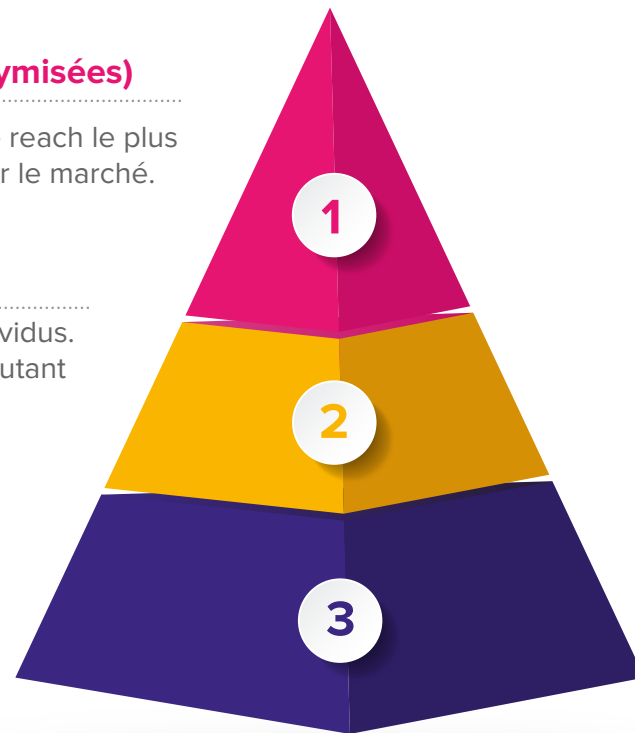 ymisées)
reach le plus
r le marché.
1
vidus.
utant
2
3